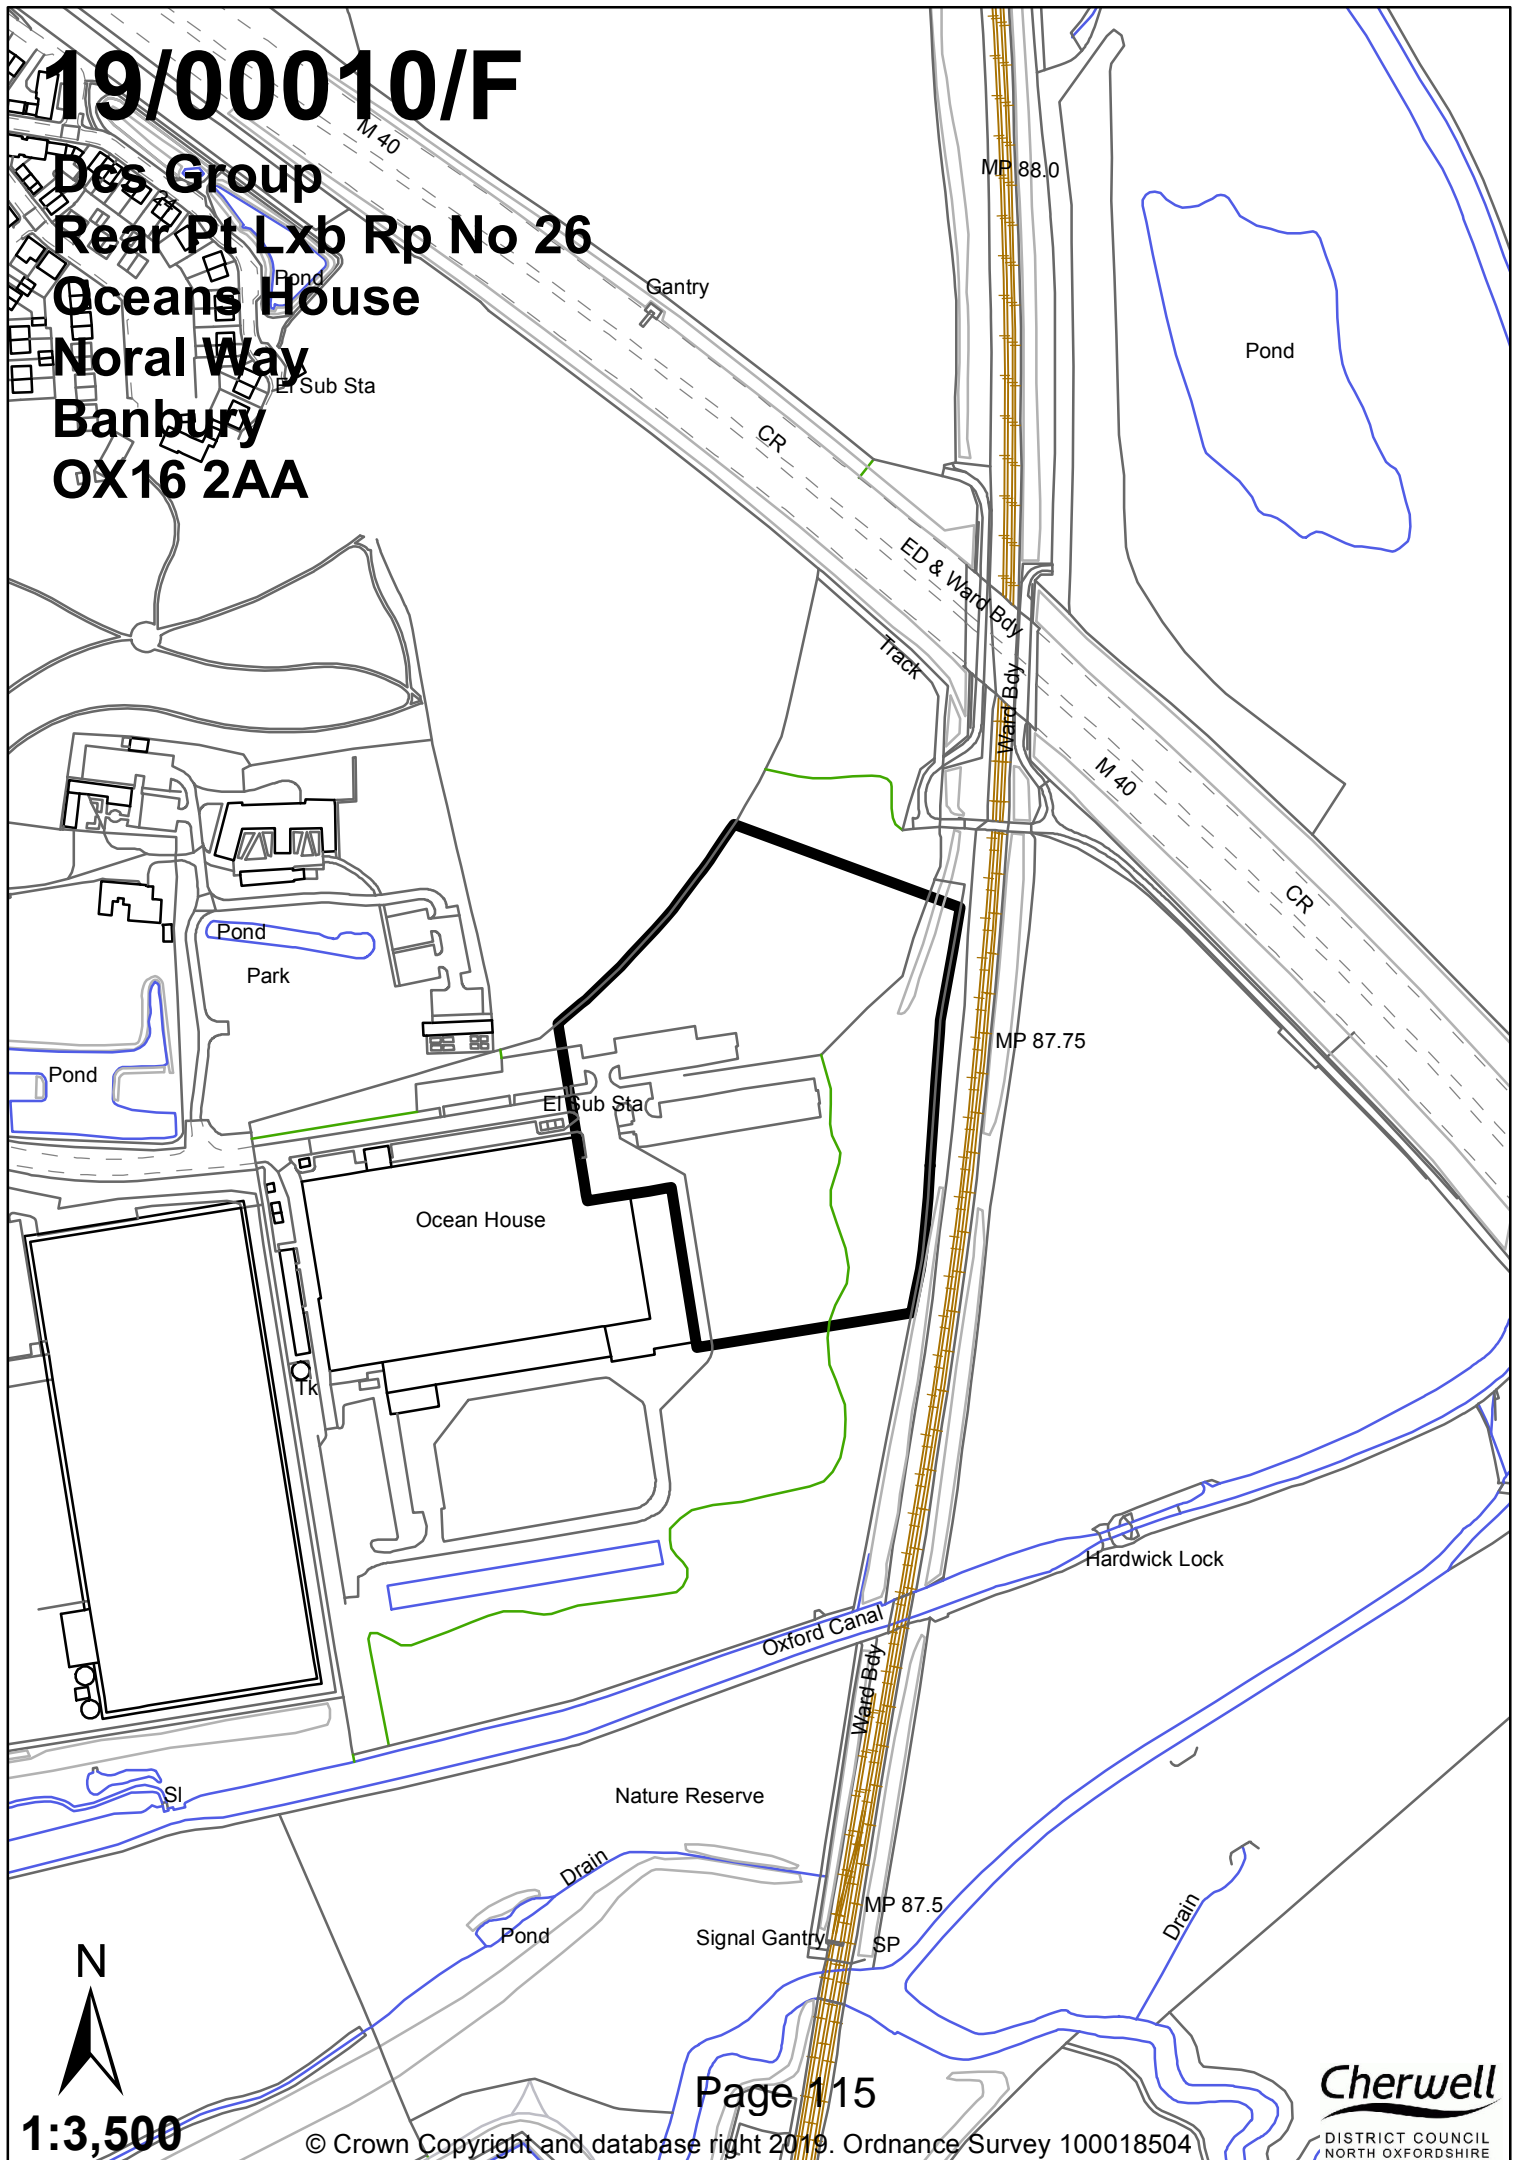 19/00010/F
Dcs Group
Rear Pt Lxb Rp No 26
Oceans House
Noral Way
Banbury
OX16 2AA
M 40
24
Pond
El Sub Sta
MP 88.0
Gantry
Pond
CR
ED & Ward Bdy
Track
Ward Bdy
M 40
CR
Pond
Park
Pond
MP 87.75
El Sub Sta
Ocean House
Tk
Hardwick Lock
Oxford Canal
Ward Bdy
Sl
Nature Reserve
Drain
Pond
MP 87.5
Signal Gantry
SP
Drain
N
1:3,500
Page 115
© Crown Copyright and database right 2019. Ordnance Survey 100018504
Cherwell
DISTRICT COUNCIL
NORTH OXFORDSHIRE